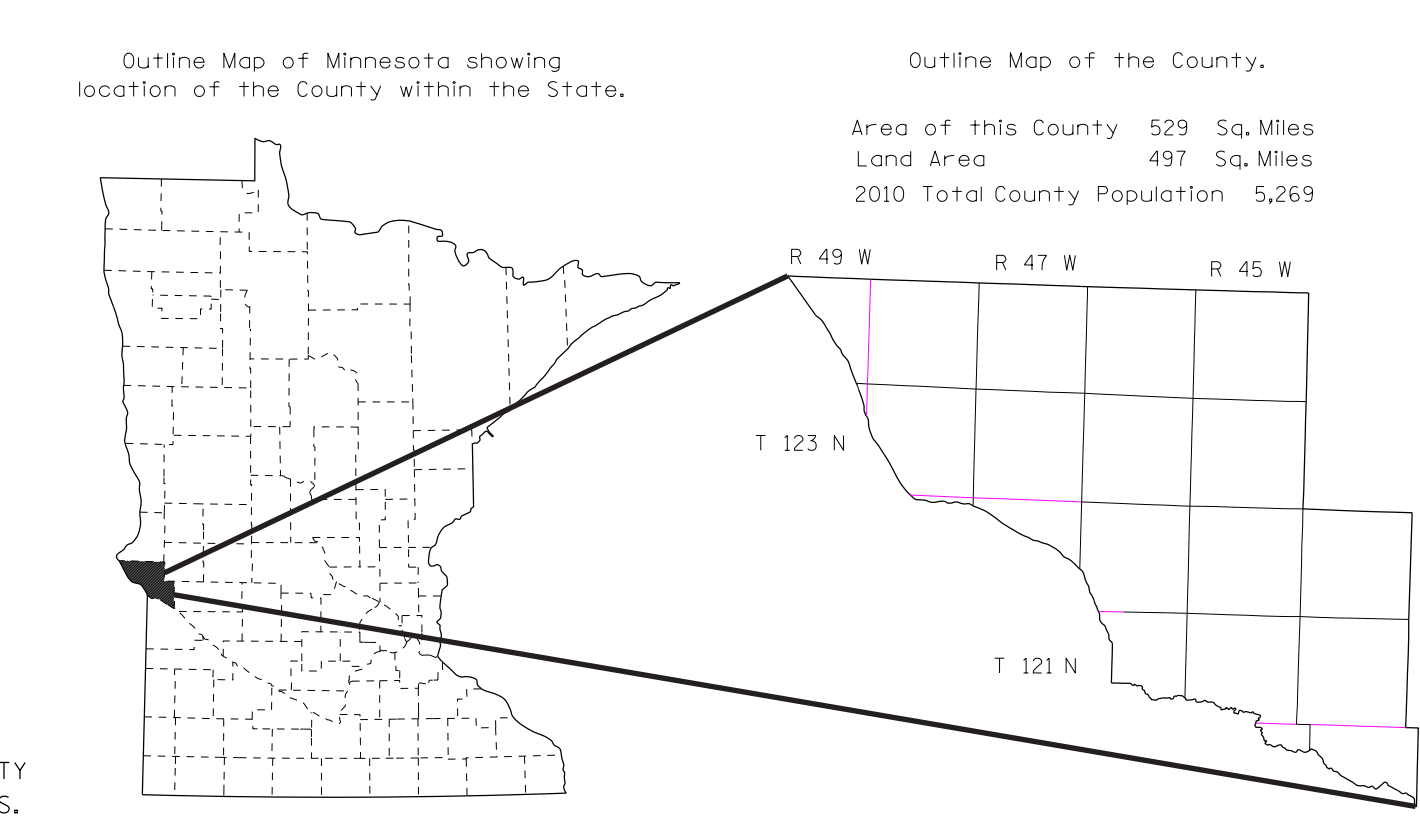 Outline Map of Minnesota showing
location of the County within the State.
Outline Map of the County.
Area of this County 529 Sq. Miles
Land Area 497 Sq. Miles
2010 Total County Population 5,269
R 49 W
R 47 W
R 45 W
T 123 N
T 121 N
TY
S.